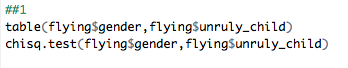 ##1
table(flying$gender,flying$unruly_child)
chisq.test(flying$gender,flying$unruly_child)